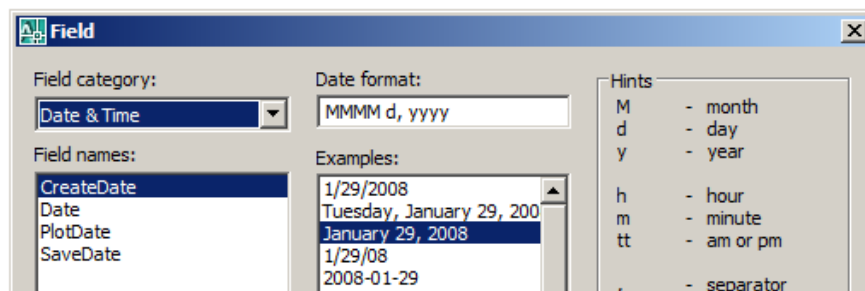 Field
Field category:
Date & Time
Field names:
CreateDate
Date
PlotDate
SaveDate
Date format:
MMMM d, yyyy
Examples:
1/29/2008
Tuesday, January 29, 200
January 29, 2008
1/29/08
2008-01-29
Hints
M - month
d - day
y - year
h - hour
m - minute
tt - am or pm
, - separator